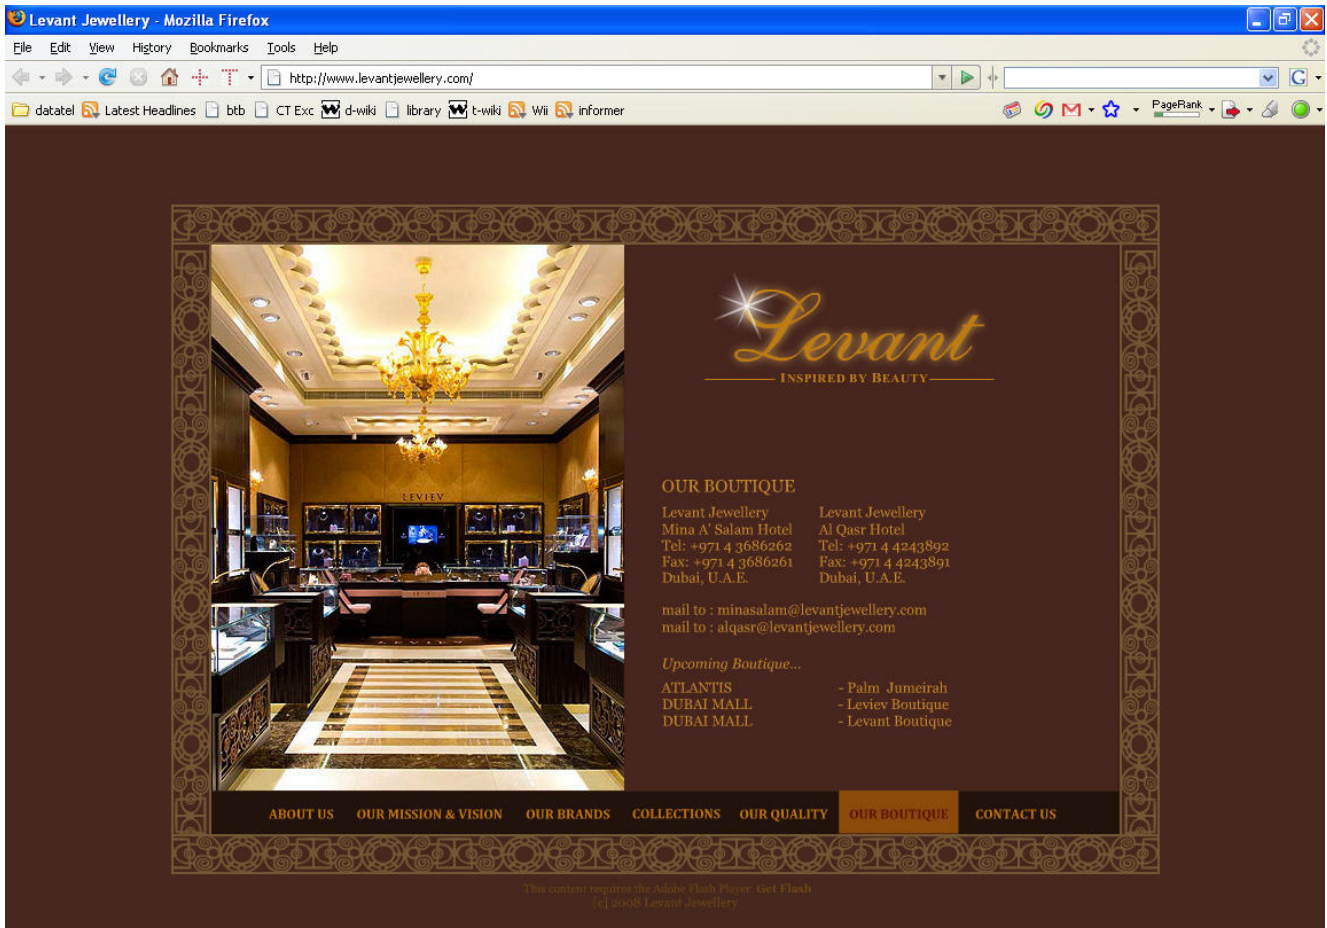 Levant Jewellery - Mozilla Firefox
File Edit View History Bookmarks Tools Help
http://www.levantjewellery.com/
G
datatel Latest Headlines btb CT Exc d-wiki library t-wiki Wii informer PageRank
Levant
INSPIRED BY BEAUTY
LEVIEV
OUR BOUTIQUE
Levant Jewellery Levant Jewellery
Mina A' Salam Hotel Al Qasr Hotel
Tel: +971 4 3686262 Tel: +971 4 4243892
Fax: +971 4 3686261 Fax: +971 4 4243891
Dubai, U.A.E. Dubai, U.A.E.
mail to : minasalam@levantjewellery.com
mail to : alqasr@levantjewellery.com
Upcoming Boutique...
ATLANTIS - Palm Jumeirah
DUBAI MALL - Leviev Boutique
DUBAI MALL - Levant Boutique
ABOUT US OUR MISSION & VISION OUR BRANDS COLLECTIONS OUR QUALITY OUR BOUTIQUE CONTACT US
This content requires the Adobe Flash Player. Get Flash
[c] 2008 Levant Jewellery